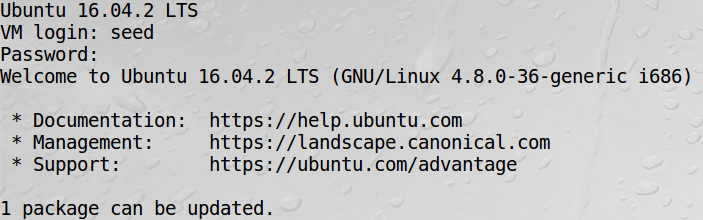 Ubuntu 16.04.2 LTS
VM login: seed
Password:
Welcome to Ubuntu 16.04.2 LTS (GNU/Linux 4.8.0-36-generic i686)
* Documentation:  https://help.ubuntu.com
* Management:     https://landscape.canonical.com
* Support:        https://ubuntu.com/advantage
1 package can be updated.